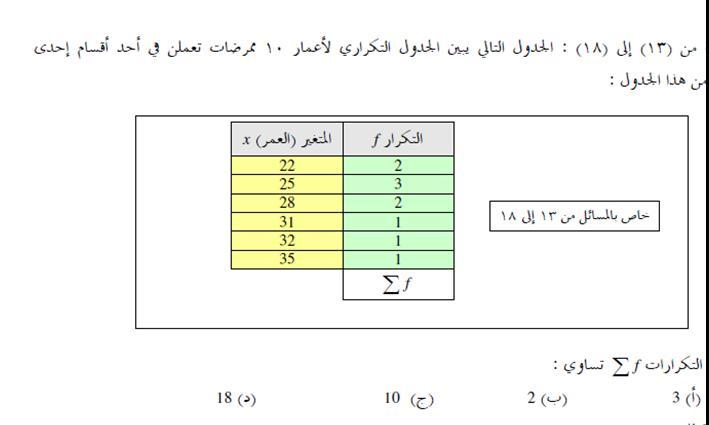 من (١٣) إلى (١٨) : الجدول التالي يبين الجدول التكراري لأعمار ١٠ ممرضات تعملن في أحد أقسام إحدى
من هذا الجدول :
المتغير (العمر) x التكرار f
22 2
25 3
28 2
31 1
32 1
35 1
∑ f
خاص بالمسائل من ١٣ إلى ١٨
التكرارات ∑ f تساوي :
(أ) 3 (ب) 2 (ج) 10 (د) 18